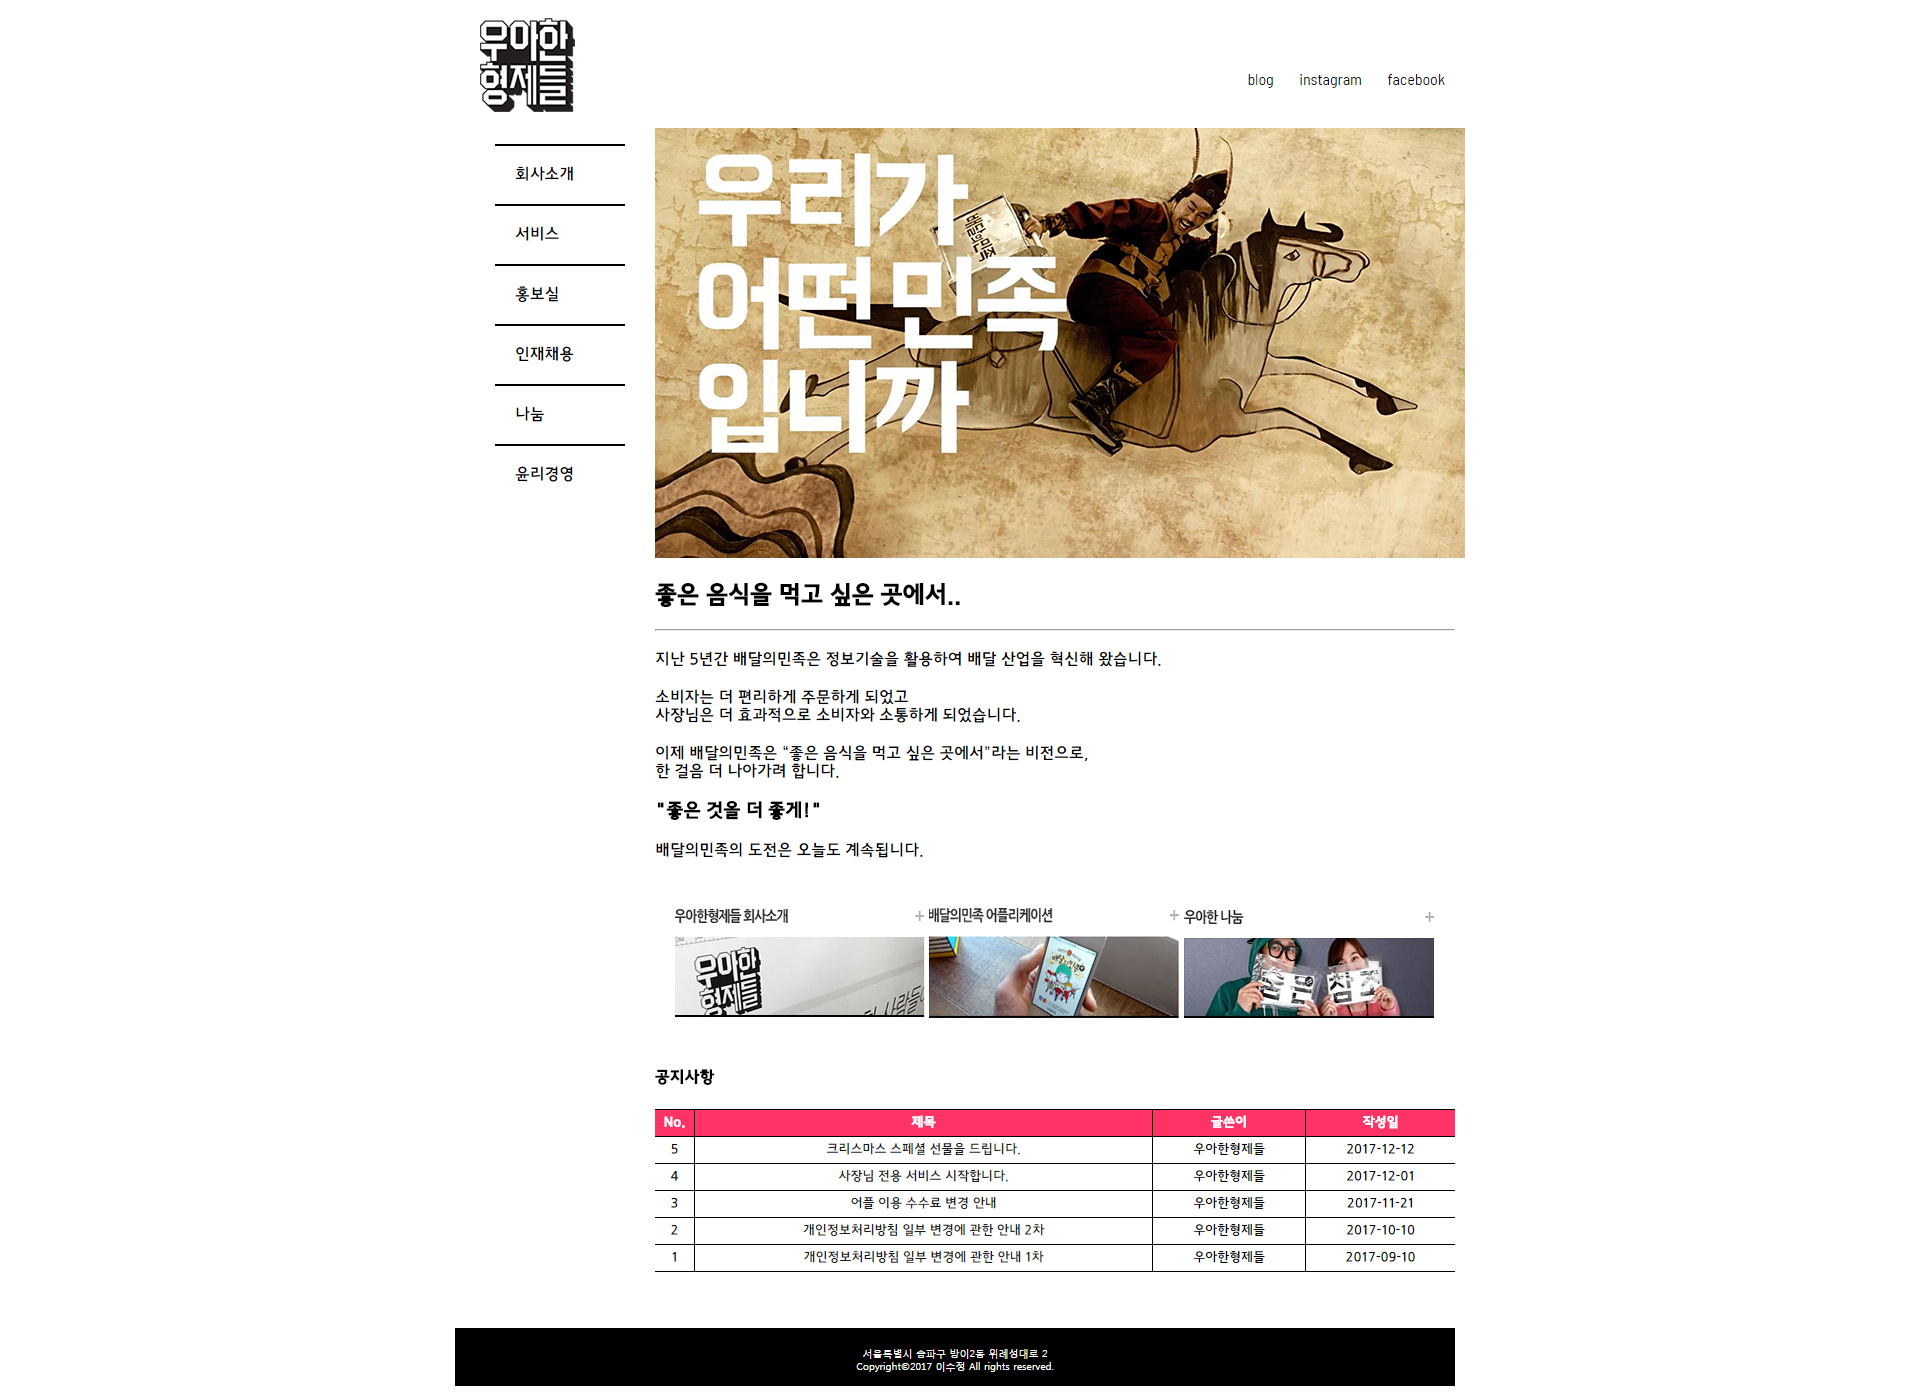 우아한
형제들
blog instagram facebook
회사소개
서비스
홍보실
인재채용
나눔
윤리경영
우리가
어떤 민족
입니까
배달의민족
좋은 음식을 먹고 싶은 곳에서..
지난 5년간 배달의민족은 정보기술을 활용하여 배달 산업을 혁신해 왔습니다.
소비자는 더 편리하게 주문하게 되었고
사장님은 더 효과적으로 소비자와 소통하게 되었습니다.
이제 배달의민족은 “좋은 음식을 먹고 싶은 곳에서”라는 비전으로,
한 걸음 더 나아가려 합니다.
"좋은 것을 더 좋게!"
배달의민족의 도전은 오늘도 계속됩니다.
우아한형제들 회사소개 + 배달의민족 어플리케이션 + 우아한 나눔 +
우아한
형제들
배달의민족
공지사항
No. 제목 글쓴이 작성일
5 크리스마스 스페셜 선물을 드립니다. 우아한형제들 2017-12-12
4 사장님 전용 서비스 시작합니다. 우아한형제들 2017-12-01
3 어플 이용 수수료 변경 안내 우아한형제들 2017-11-21
2 개인정보처리방침 일부 변경에 관한 안내 2차 우아한형제들 2017-10-10
1 개인정보처리방침 일부 변경에 관한 안내 1차 우아한형제들 2017-09-10
서울특별시 송파구 방이2동 위례성대로 2
Copyright©2017 이수정 All rights reserved.